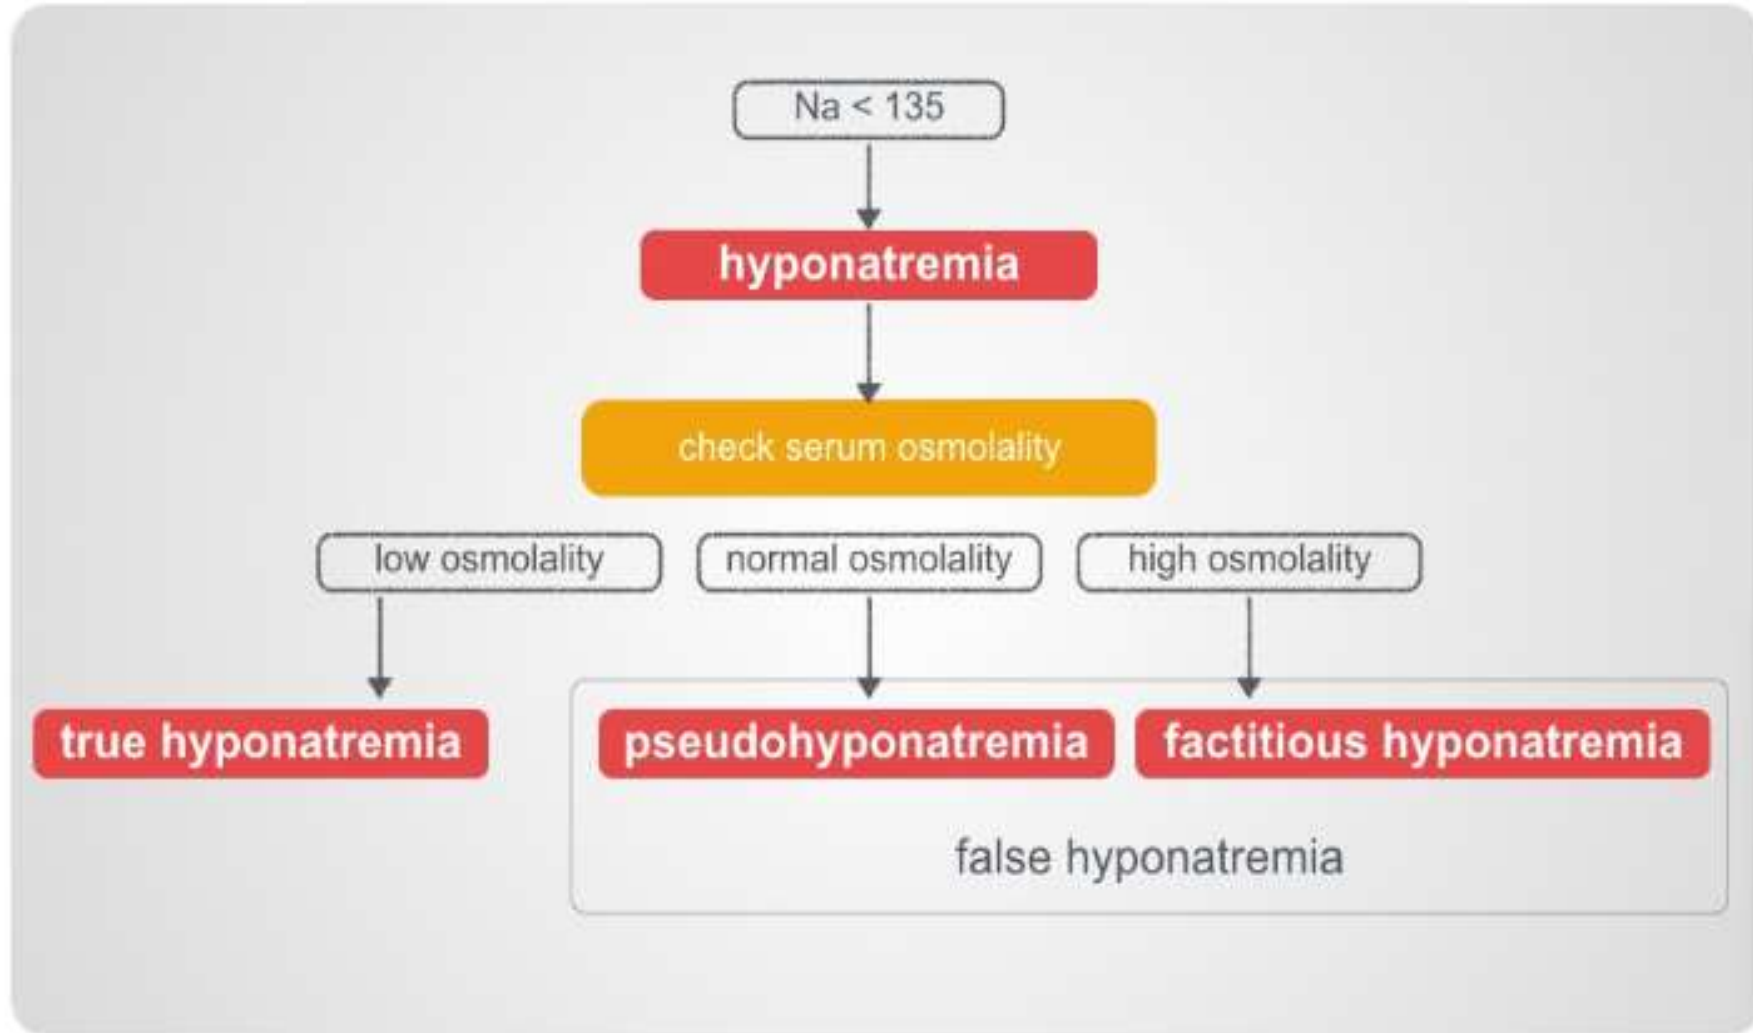 Na < 135
hyponatremia
check serum osmolality
low osmolality
normal osmolality
high osmolality
true hyponatremia
pseudohyponatremia
factitious hyponatremia
false hyponatremia